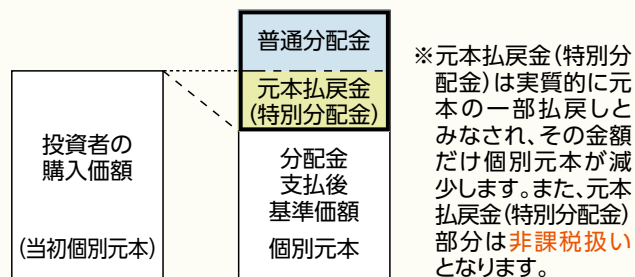 普通分配金
元本払戻金
(特別分配金)
投資者の
購入価額
(当初個別元本)
分配金
支払後
基準価額
個別元本
※元本払戻金(特別分
配金)は実質的に元
本の一部払戻しと
みなされ、その金額
だけ個別元本が減
少します。また、元本
払戻金(特別分配金)
部分は非課税扱い
となります。